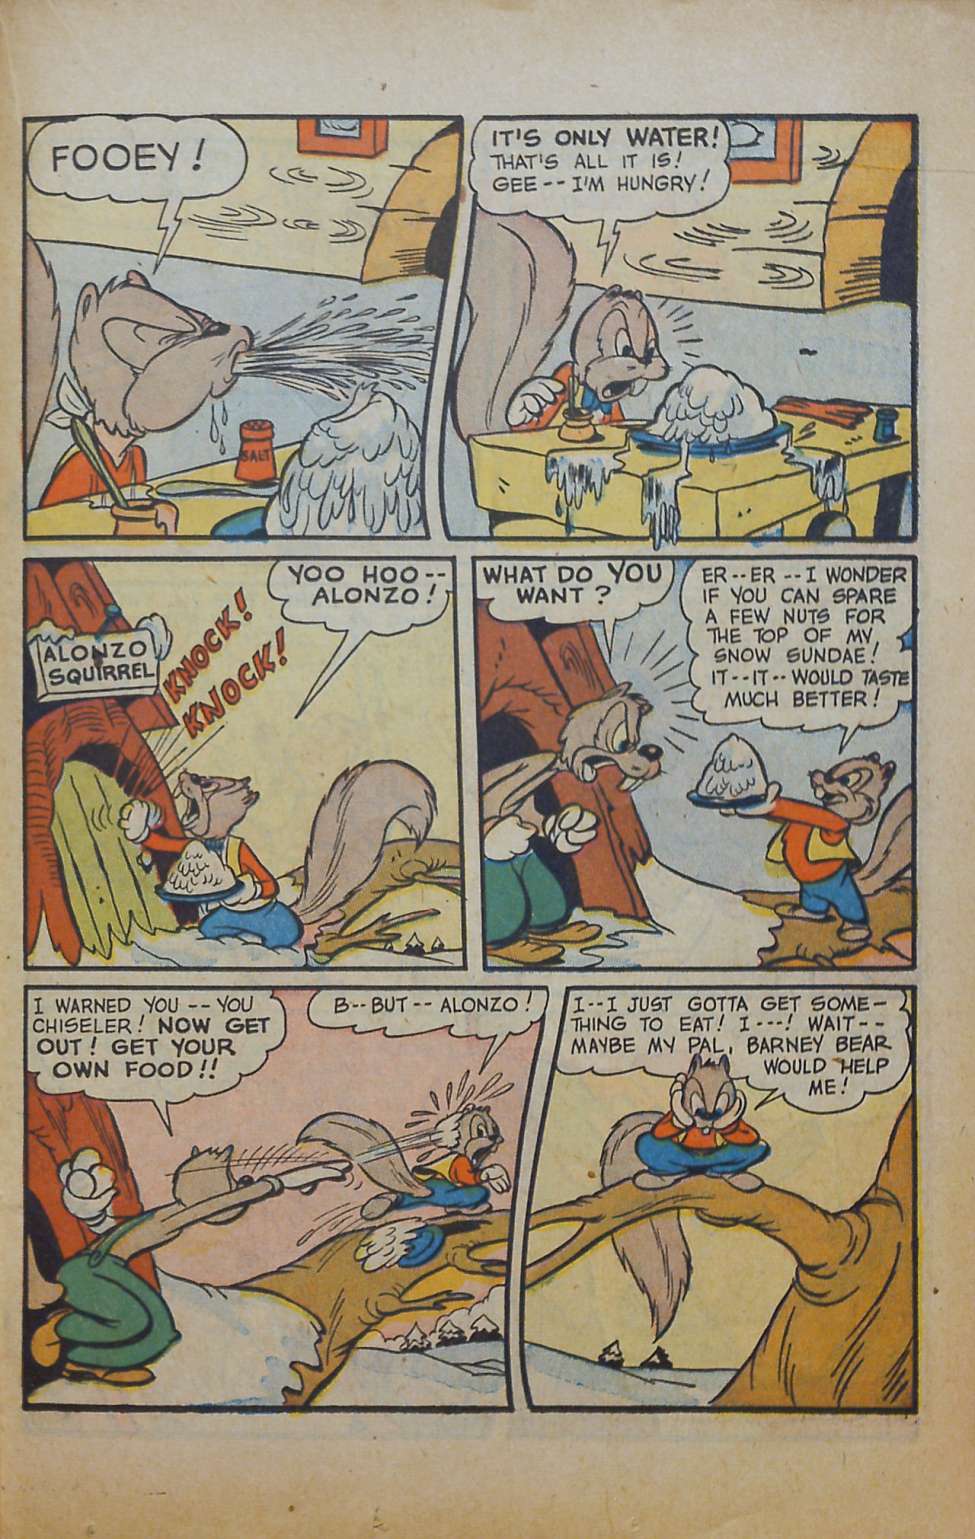 FOOEY!
SALT
IT'S ONLY WATER!
THAT'S ALL IT IS!
GEE--I'M HUNGRY!
ALONZO
SQUIRREL
KNOCK!
KNOCK!
YOO HOO--
ALONZO!
WHAT DO YOU
WANT?
ER--ER--I WONDER
IF YOU CAN SPARE
A FEW NUTS FOR
THE TOP OF MY
SNOW SUNDAE!
IT--IT--WOULD TASTE
MUCH BETTER!
I WARNED YOU--YOU
CHISELER! NOW GET
OUT! GET YOUR
OWN FOOD!!
B--BUT--ALONZO!
I--I JUST GOTTA GET SOME-
THING TO EAT! I---! WAIT--
MAYBE MY PAL, BARNEY BEAR
WOULD HELP
ME!